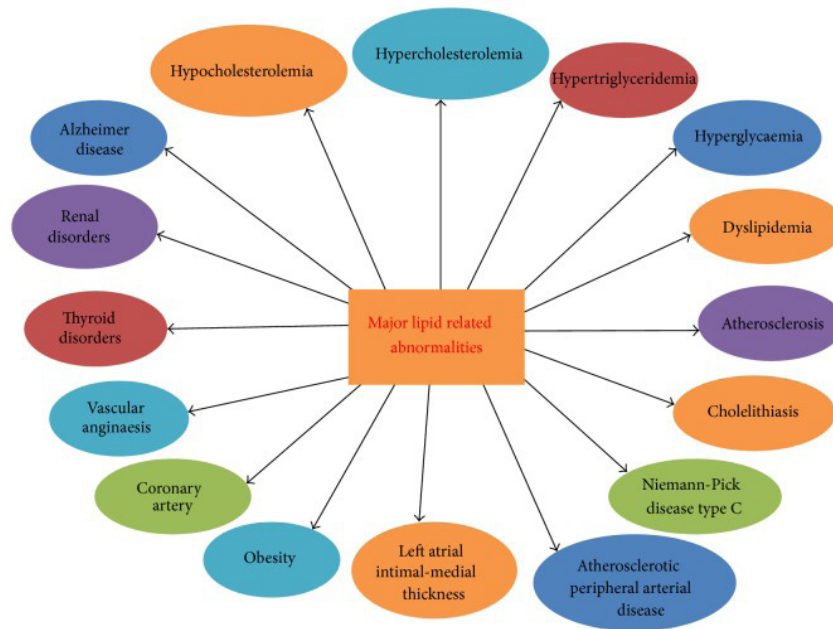 Hypocholesterolemia
Hypercholesterolemia
Hypertriglyceridemia
Alzheimer
disease
Hyperglycaemia
Renal
disorders
Dyslipidemia
Thyroid
disorders
Major lipid related
abnormalities
Atherosclerosis
Vascular
anginaesis
Cholelithiasis
Coronary
artery
Niemann-Pick
disease type C
Obesity
Left atrial
intimal-medial
thickness
Atherosclerotic
peripheral arterial
disease